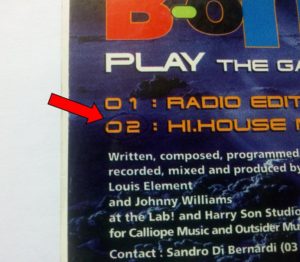 PLAY THE GA
01 : RADIO EDIT
02 : HI.HOUSE
Written, composed, programmed
recorded, mixed and produced by
Louis Element
and Johnny Williams
at the Lab! and Harry Son Studio
for Calliope Music and Outsider Mu
Contact : Sandro Di Bernardi (03